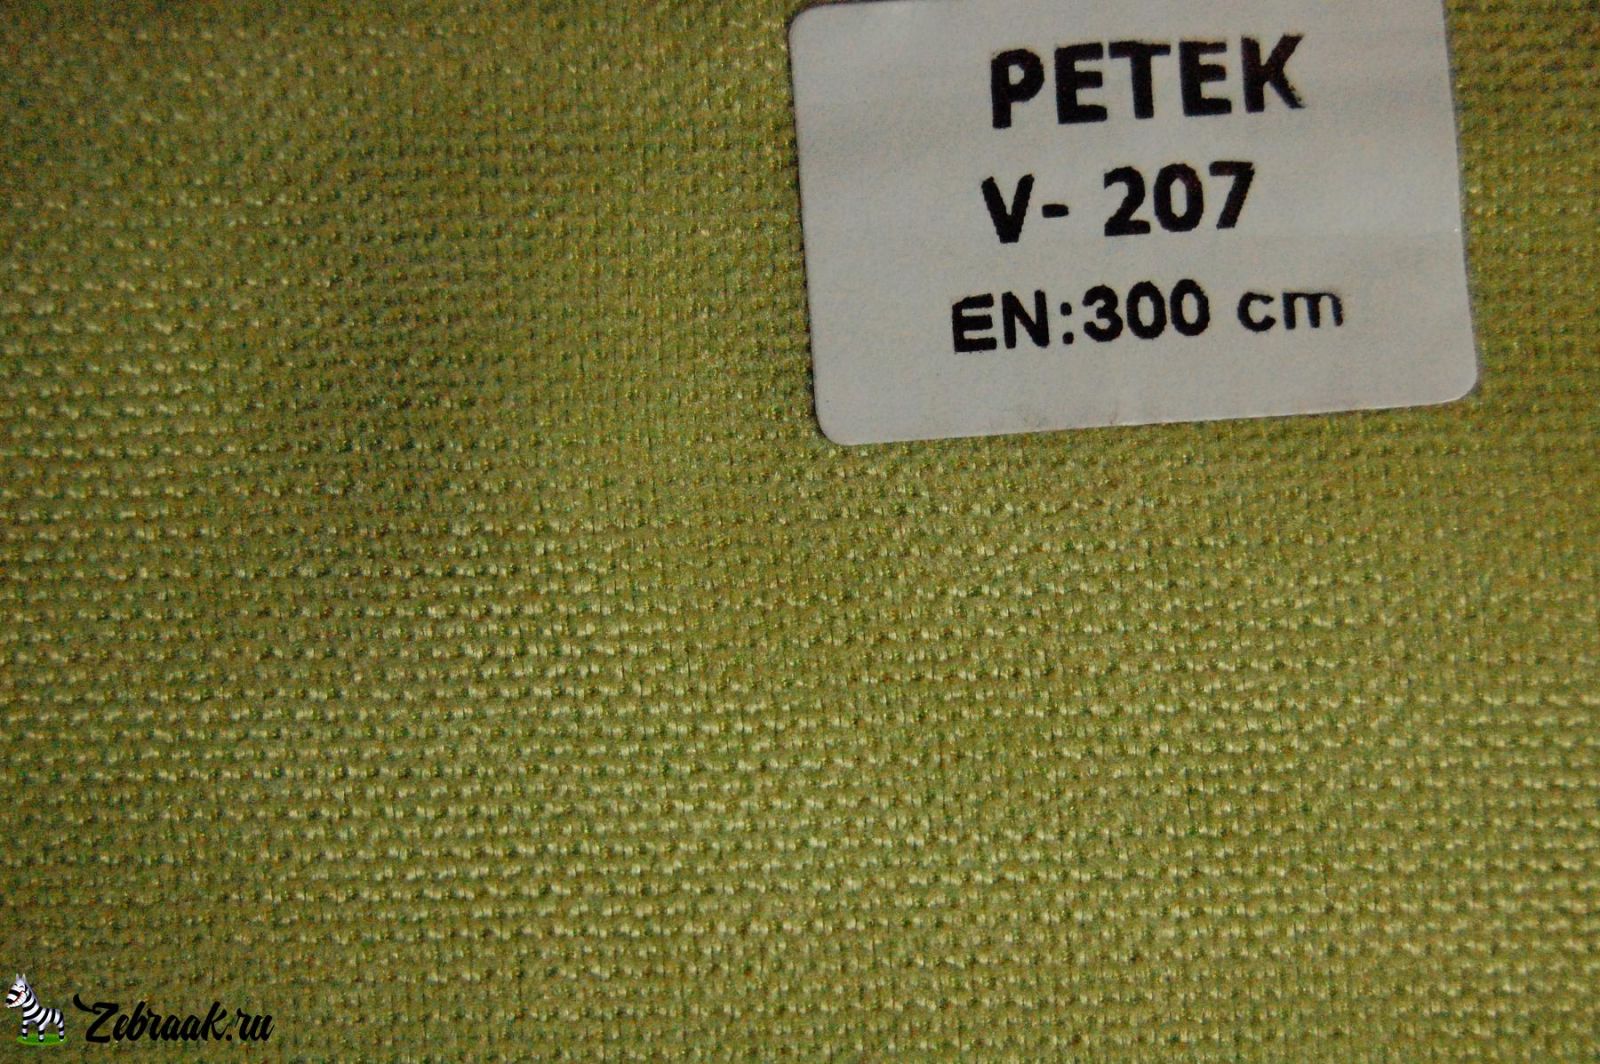 PETEK
V- 207
EN:300 cm
Zebraak.ru